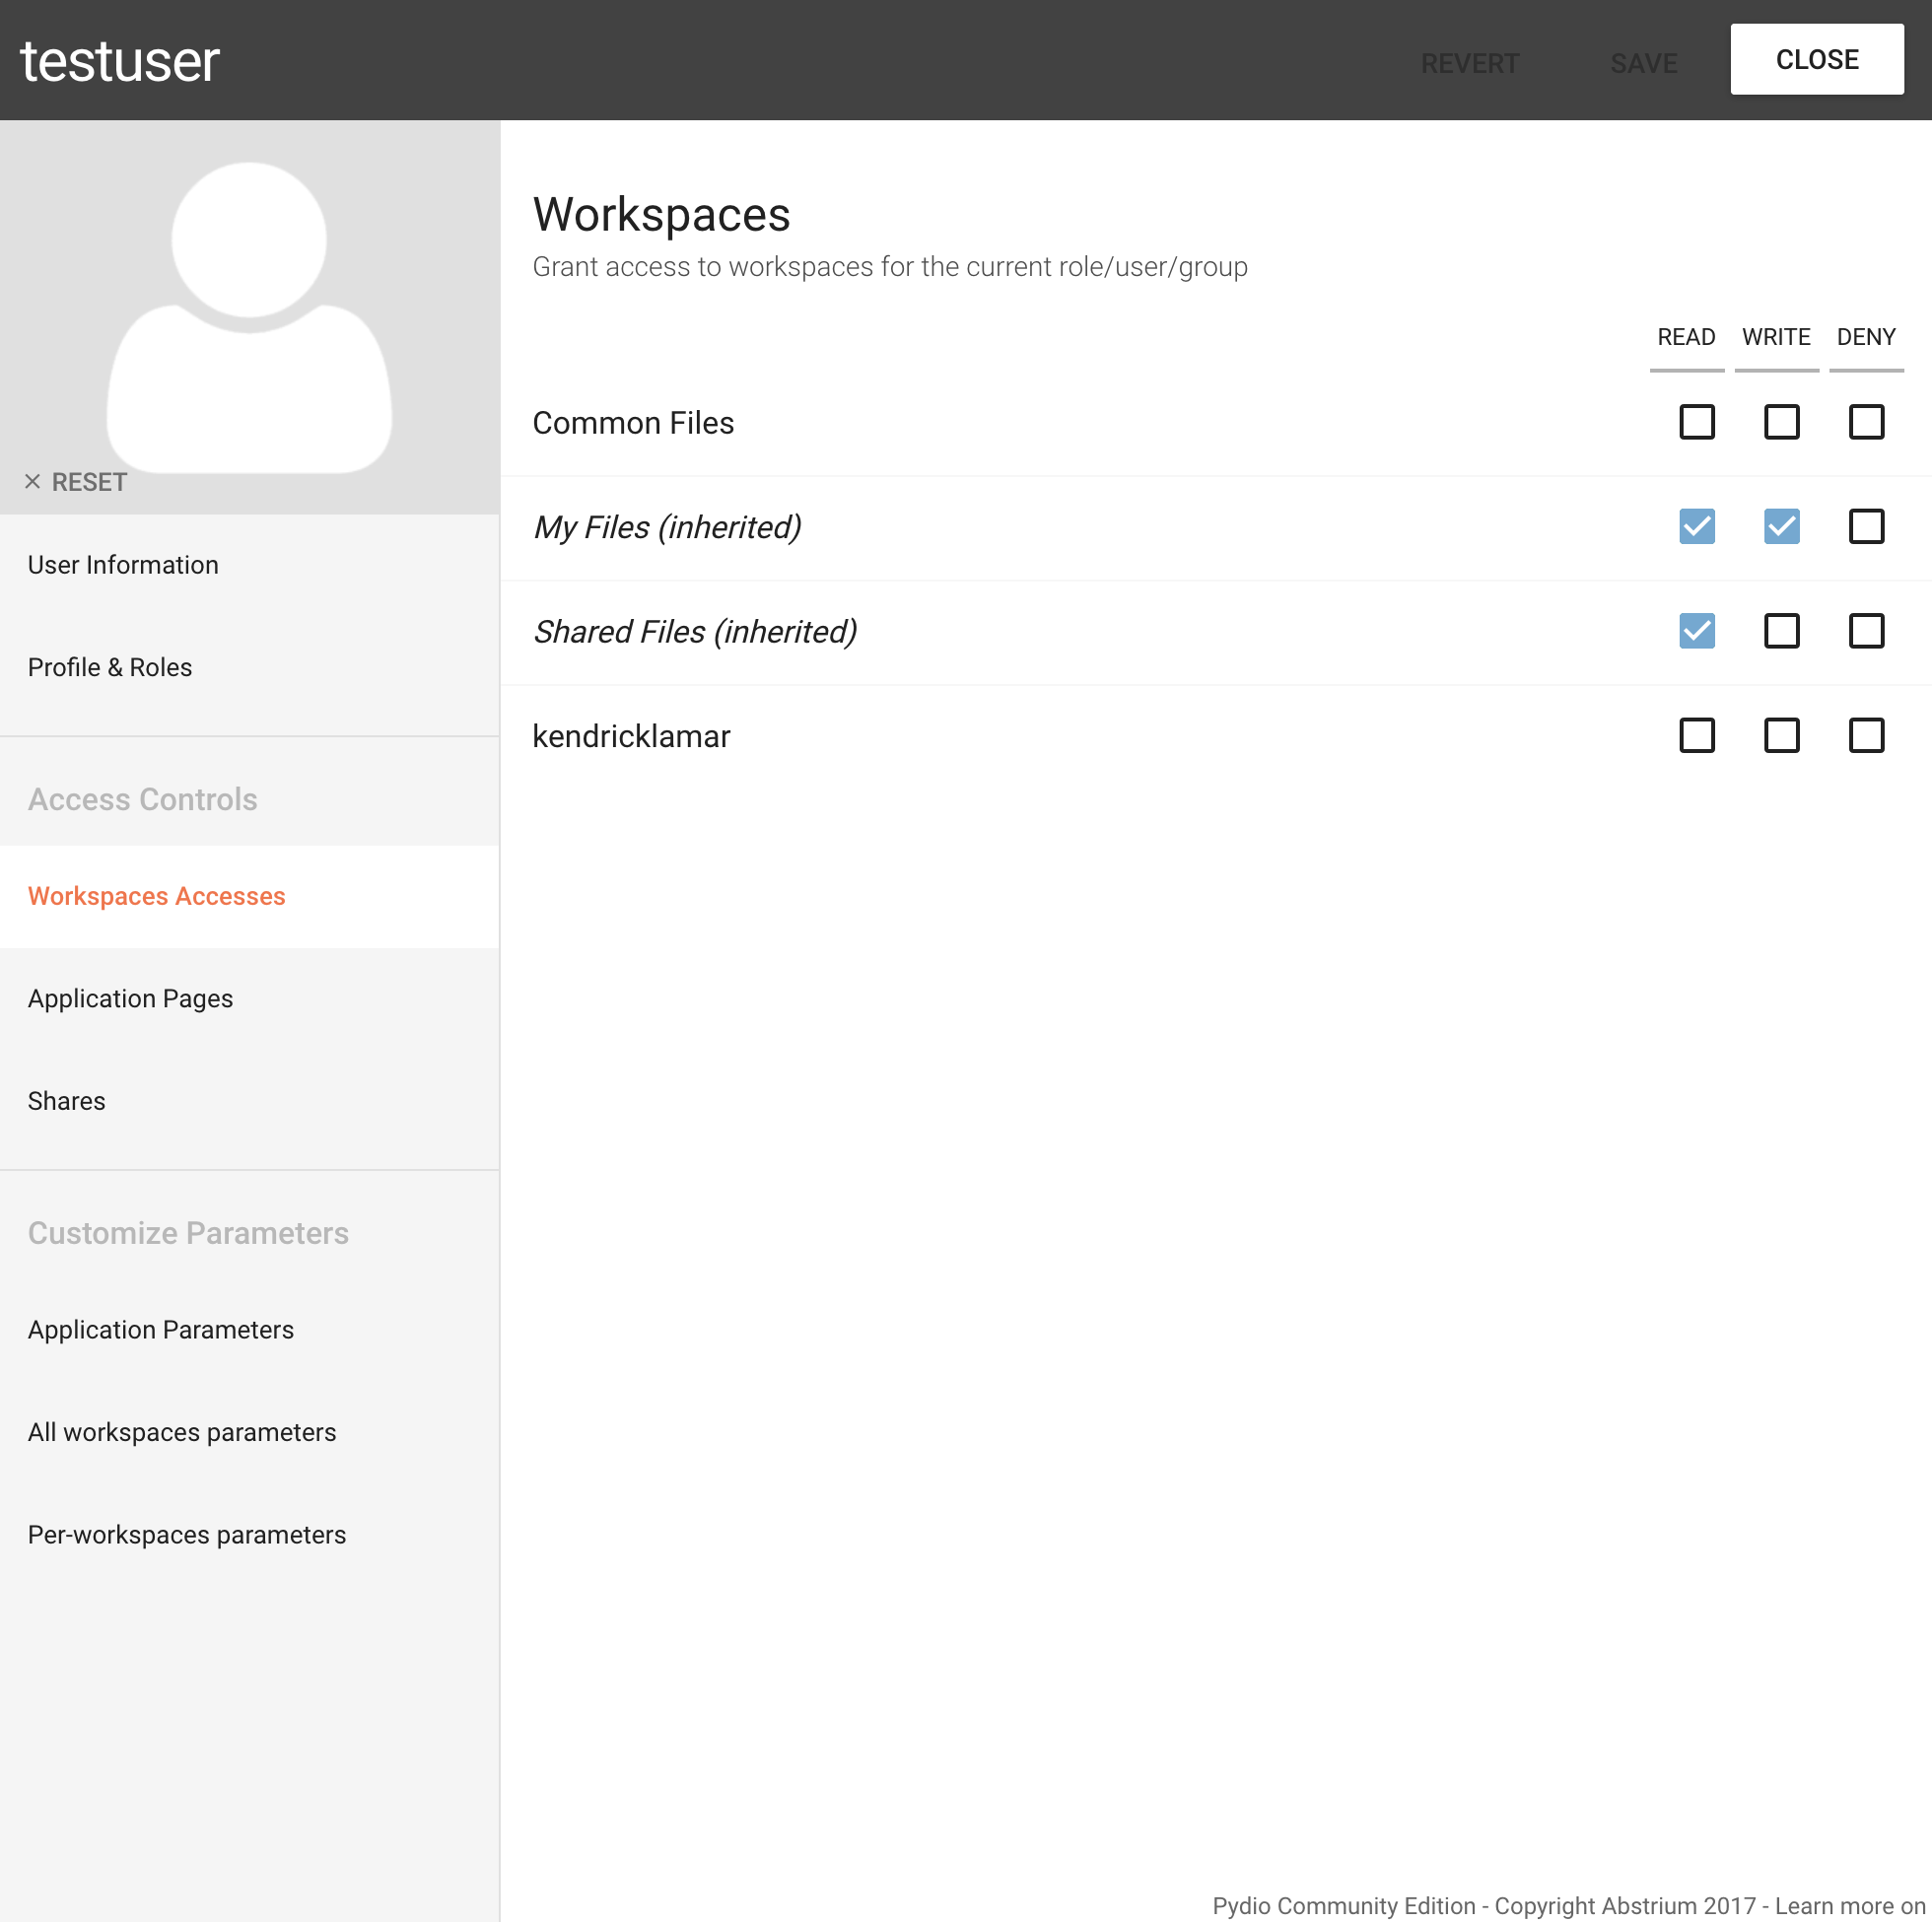 testuser
REVERT SAVE CLOSE
RESET
User Information
Profile & Roles
Access Controls
Workspaces Accesses
Application Pages
Shares
Customize Parameters
Application Parameters
All workspaces parameters
Per-workspaces parameters
Workspaces
Grant access to workspaces for the current role/user/group
READ WRITE DENY
Common Files
My Files (inherited)
Shared Files (inherited)
kendricklamar
Pydio Community Edition - Copyright Abstrium 2017 - Learn more on